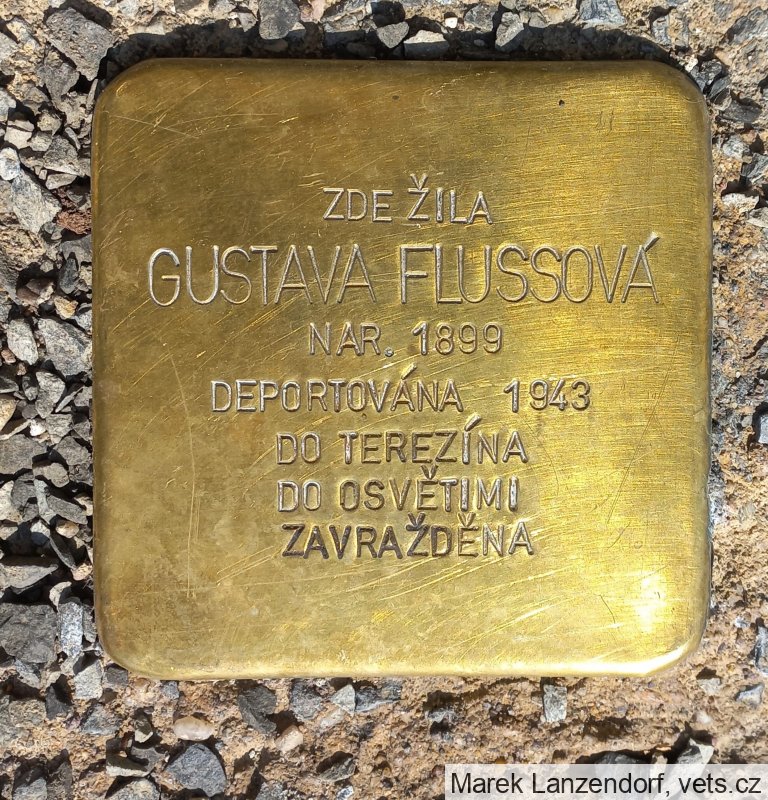 ZDE ŽILA
GUSTAVA FLUSSOVÁ
NAR. 1899
DEPORTOVÁNA 1943
DO TEREZÍNA
DO OSVĚTIMI
ZAVRAŽDĚNA
Marek Lanzendorf, vets.cz